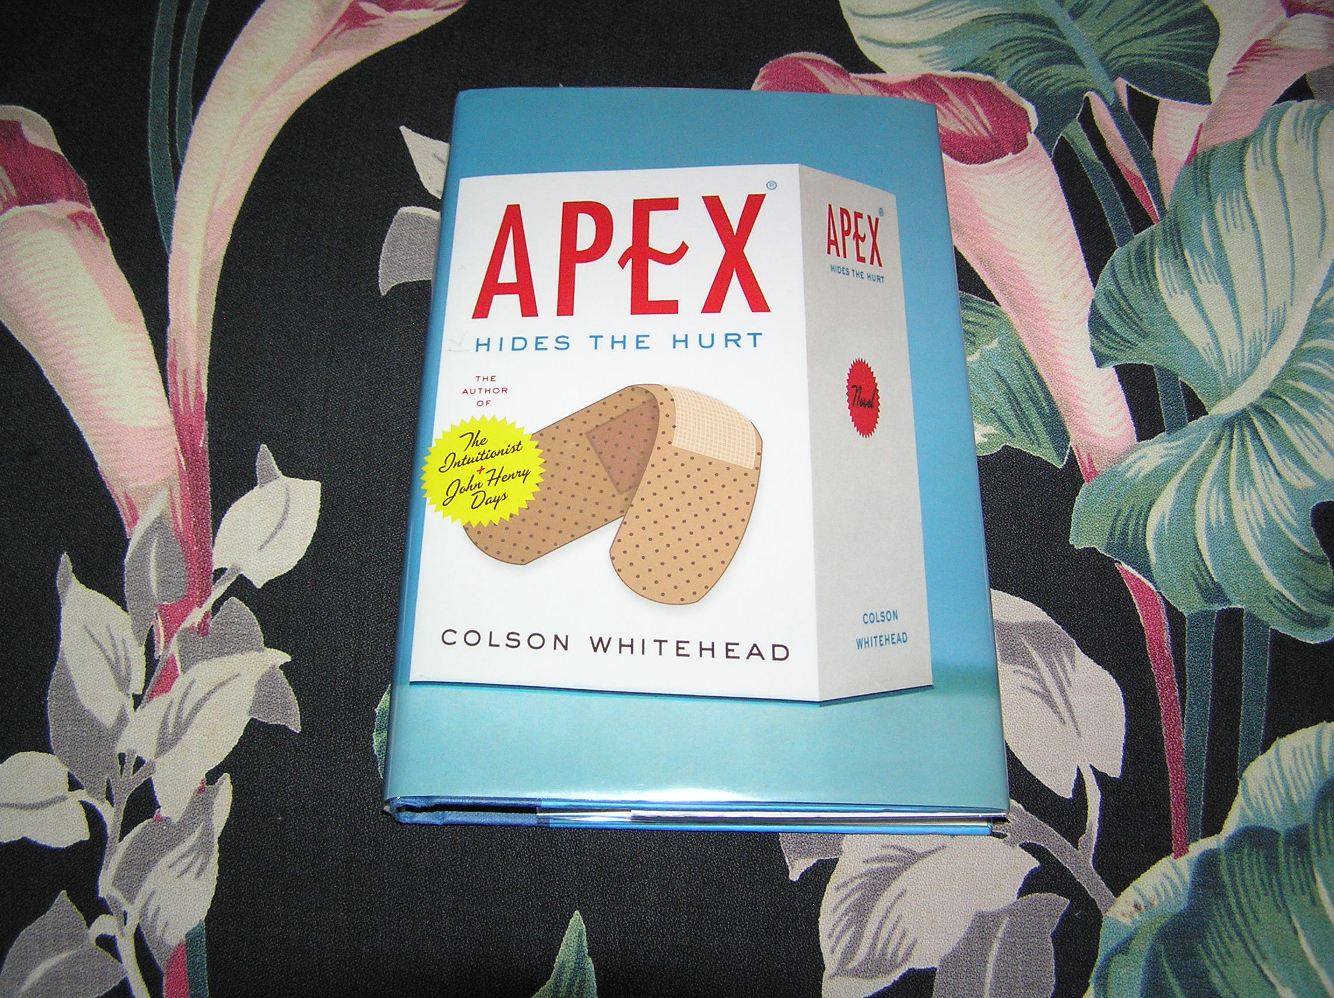 APEX®
HIDES THE HURT
THE
AUTHOR
OF
The
Intuitionist
+
John Henry
Days
COLSON WHITEHEAD
APEX®
HIDES THE HURT
Novel
COLSON
WHITEHEAD